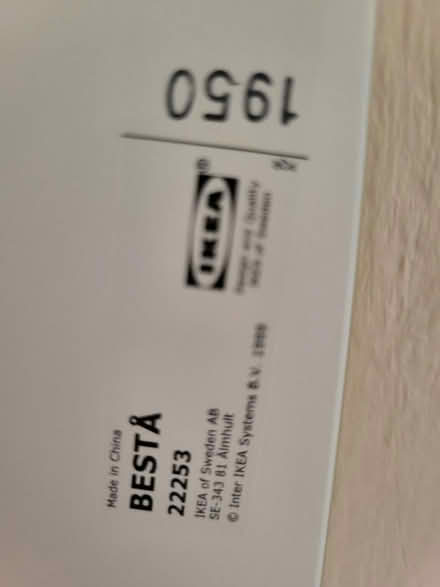 Made in China
BESTÅ
22253
IKEA of Sweden AB
SE-343 81 Älmhult
© Inter IKEA Systems B.V.
IKEA®
Design and Quality
IKEA of Sweden
1950